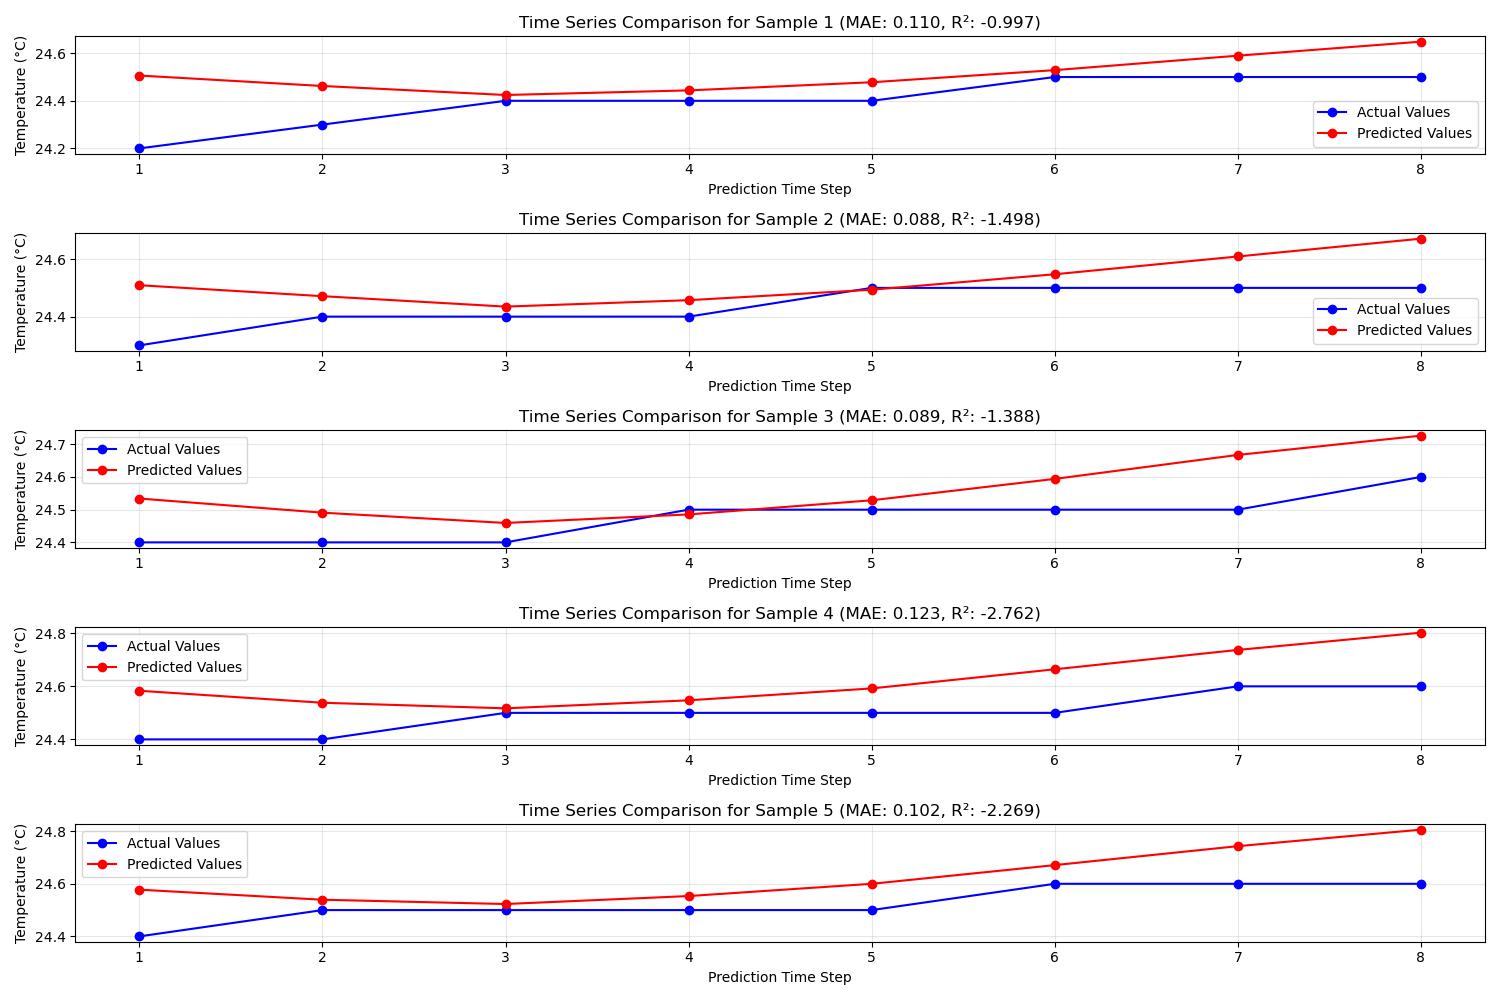 Time Series Comparison for Sample 1 (MAE: 0.110, R²: -0.997)
Temperature (°C)
24.6
24.4
24.2
Actual Values
Predicted Values
1 2 3 4 5 6 7 8
Prediction Time Step
Time Series Comparison for Sample 2 (MAE: 0.088, R²: -1.498)
Temperature (°C)
24.6
24.4
Actual Values
Predicted Values
1 2 3 4 5 6 7 8
Prediction Time Step
Time Series Comparison for Sample 3 (MAE: 0.089, R²: -1.388)
Temperature (°C)
24.7
24.6
24.5
24.4
Actual Values
Predicted Values
1 2 3 4 5 6 7 8
Prediction Time Step
Time Series Comparison for Sample 4 (MAE: 0.123, R²: -2.762)
Temperature (°C)
24.8
24.6
24.4
Actual Values
Predicted Values
1 2 3 4 5 6 7 8
Prediction Time Step
Time Series Comparison for Sample 5 (MAE: 0.102, R²: -2.269)
Temperature (°C)
24.8
24.6
24.4
Actual Values
Predicted Values
1 2 3 4 5 6 7 8
Prediction Time Step